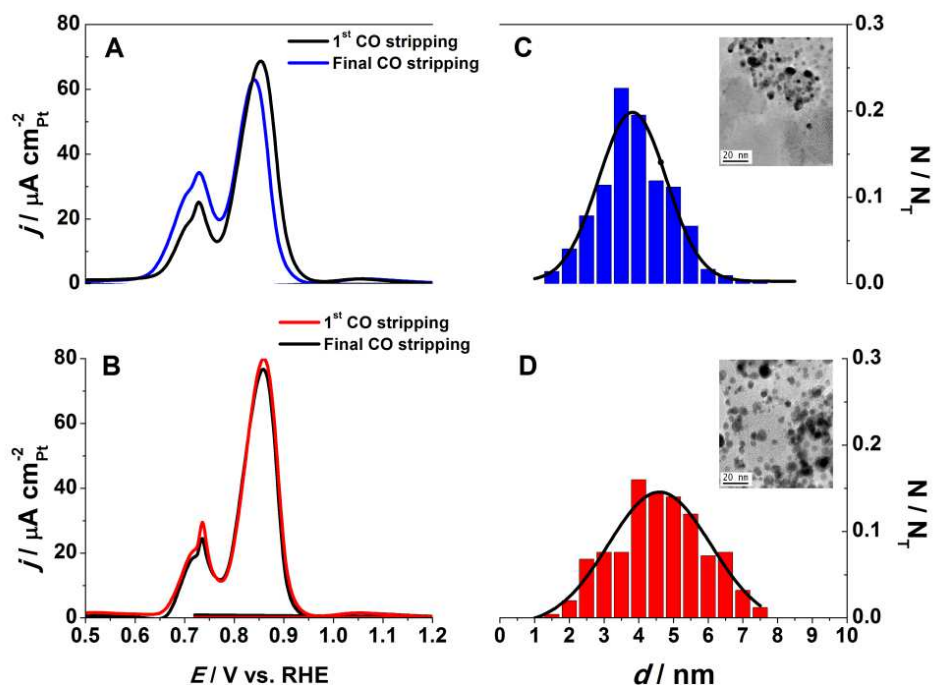 A
1st CO stripping
Final CO stripping
j / μA cm-2Pt
80
60
40
20
0
C
20 nm
0.3
0.2
0.1
0.0
N / NT
B
1st CO stripping
Final CO stripping
j / μA cm-2Pt
80
60
40
20
0
0.5 0.6 0.7 0.8 0.9 1.0 1.1 1.2
E / V vs. RHE
D
20 nm
0.3
0.2
0.1
0.0
N / NT
0 1 2 3 4 5 6 7 8 9 10
d / nm